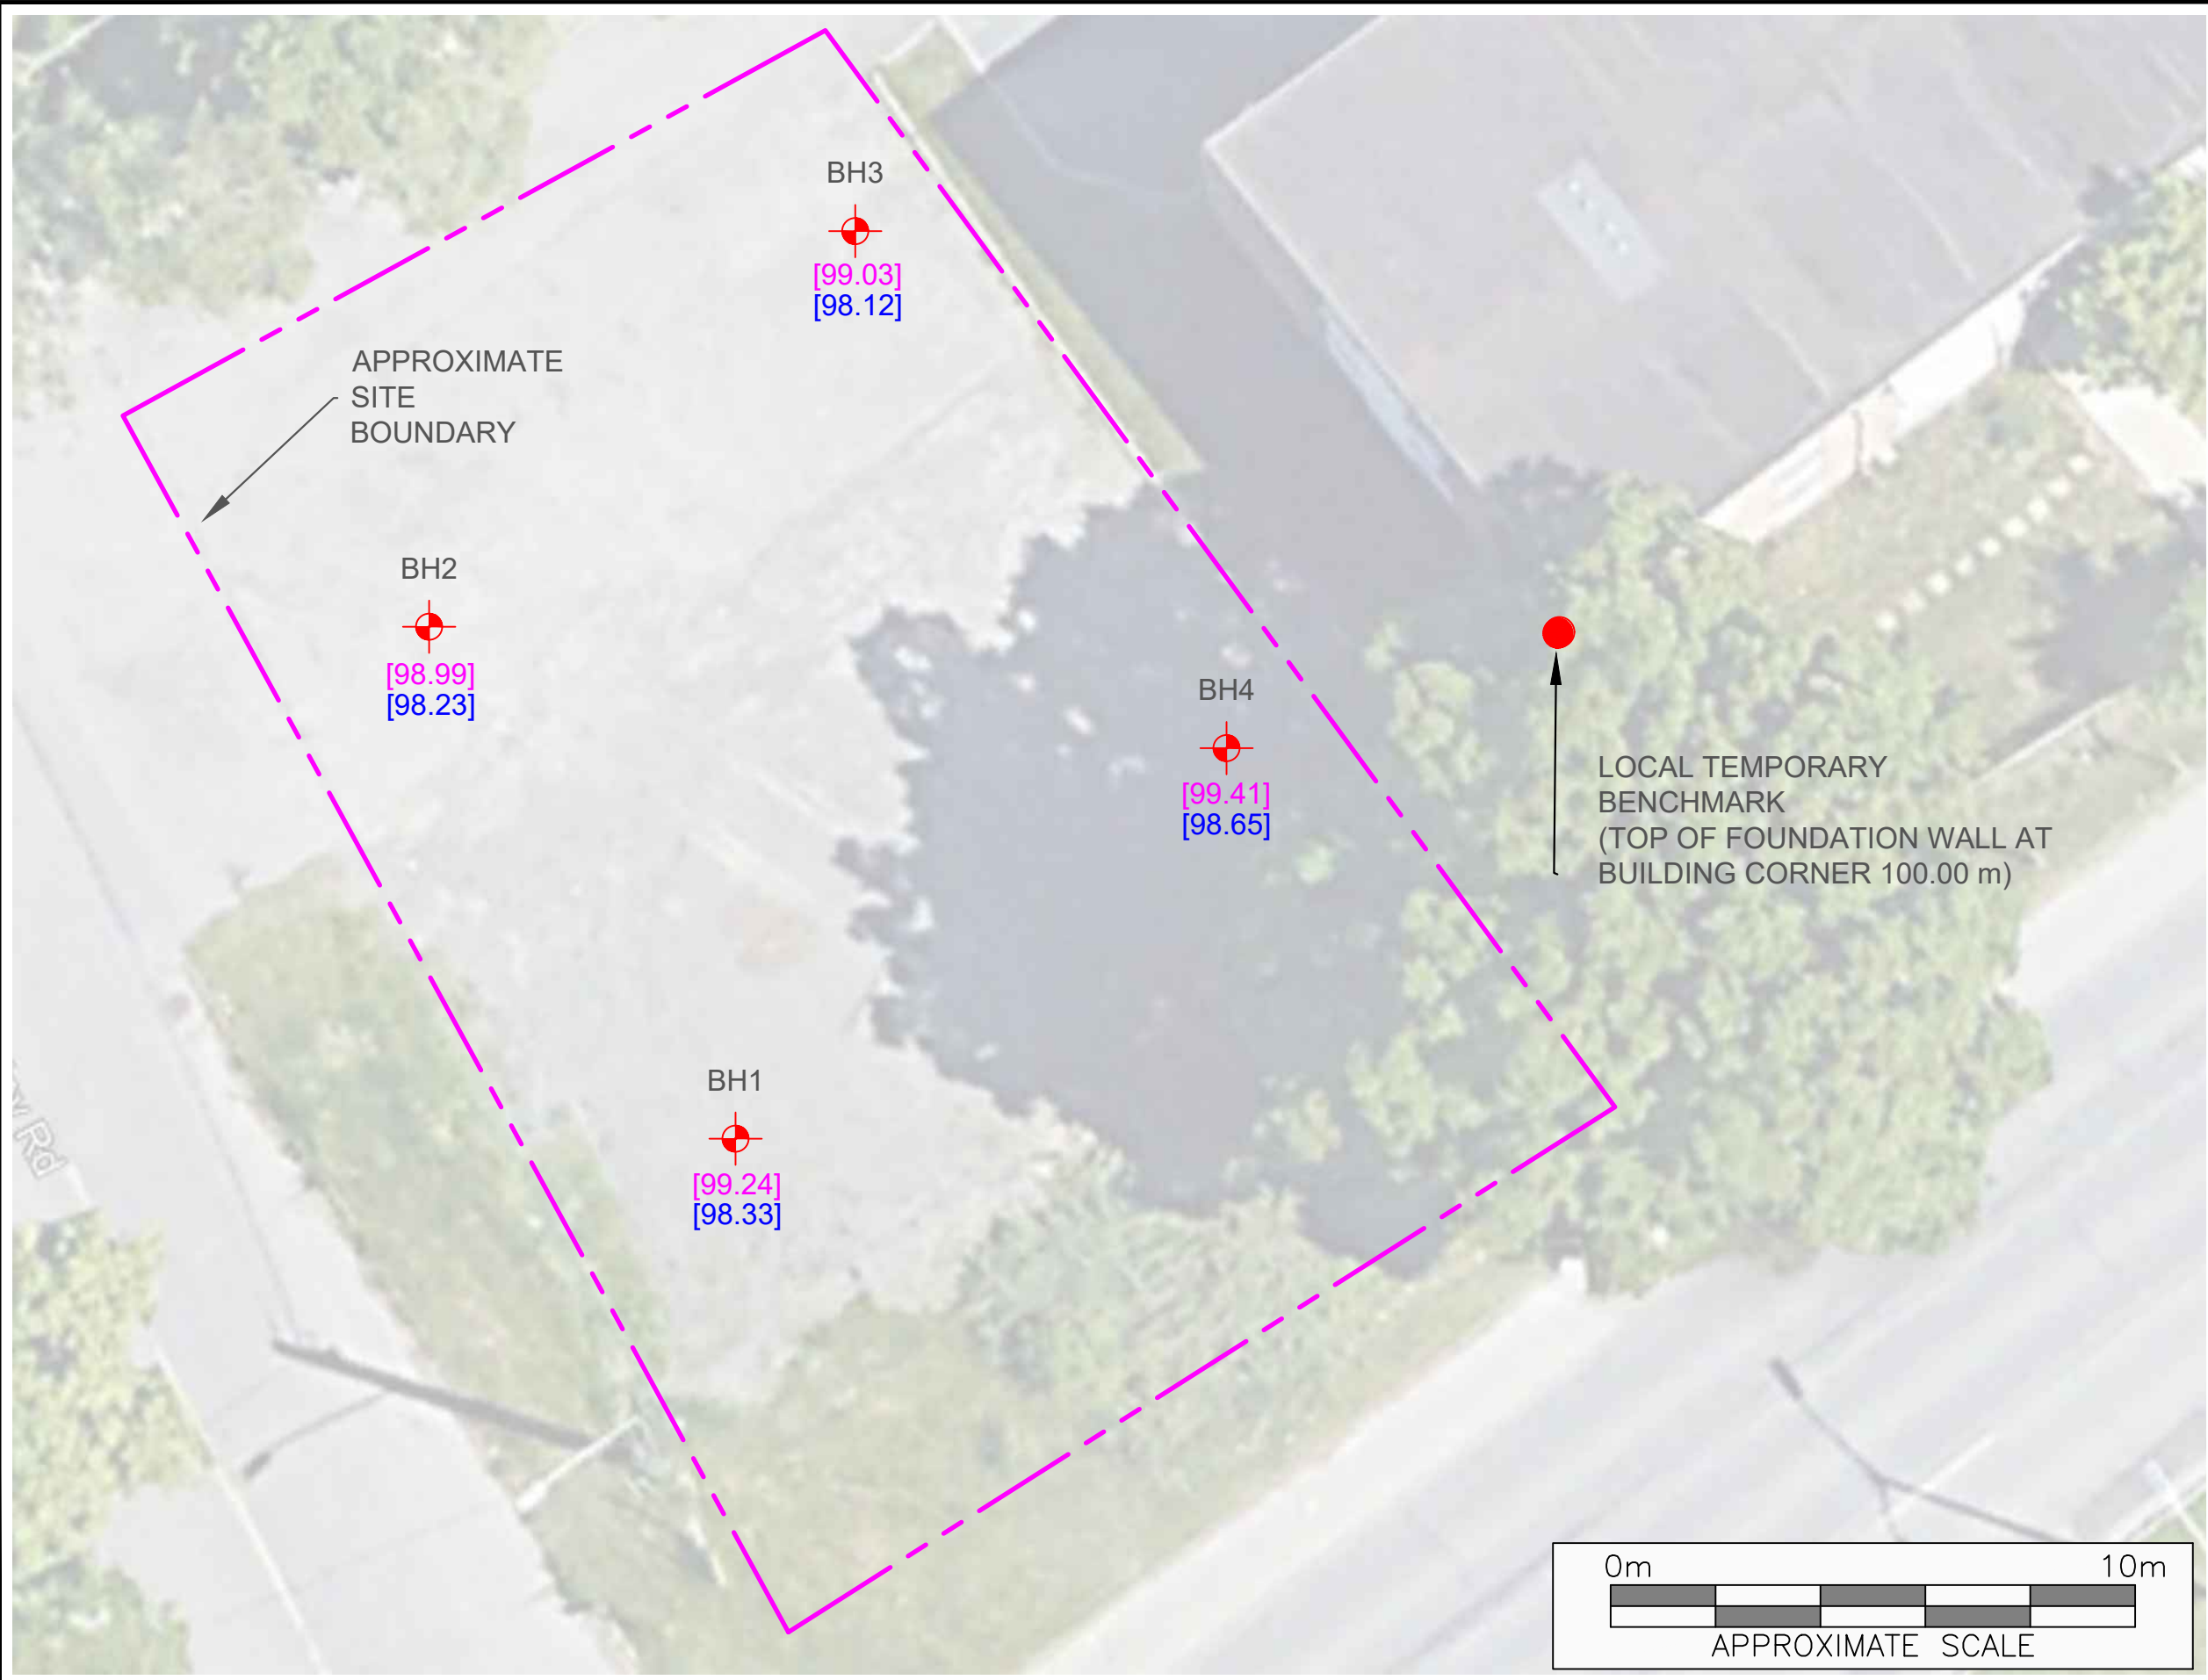 BH3
[99.03]
[98.12]
APPROXIMATE
SITE
BOUNDARY
BH2
[98.99]
[98.23]
BH4
[99.41]
[98.65]
LOCAL TEMPORARY
BENCHMARK
(TOP OF FOUNDATION WALL AT
BUILDING CORNER 100.00 m)
BH1
[99.24]
[98.33]
Rd
0m 10m
APPROXIMATE SCALE